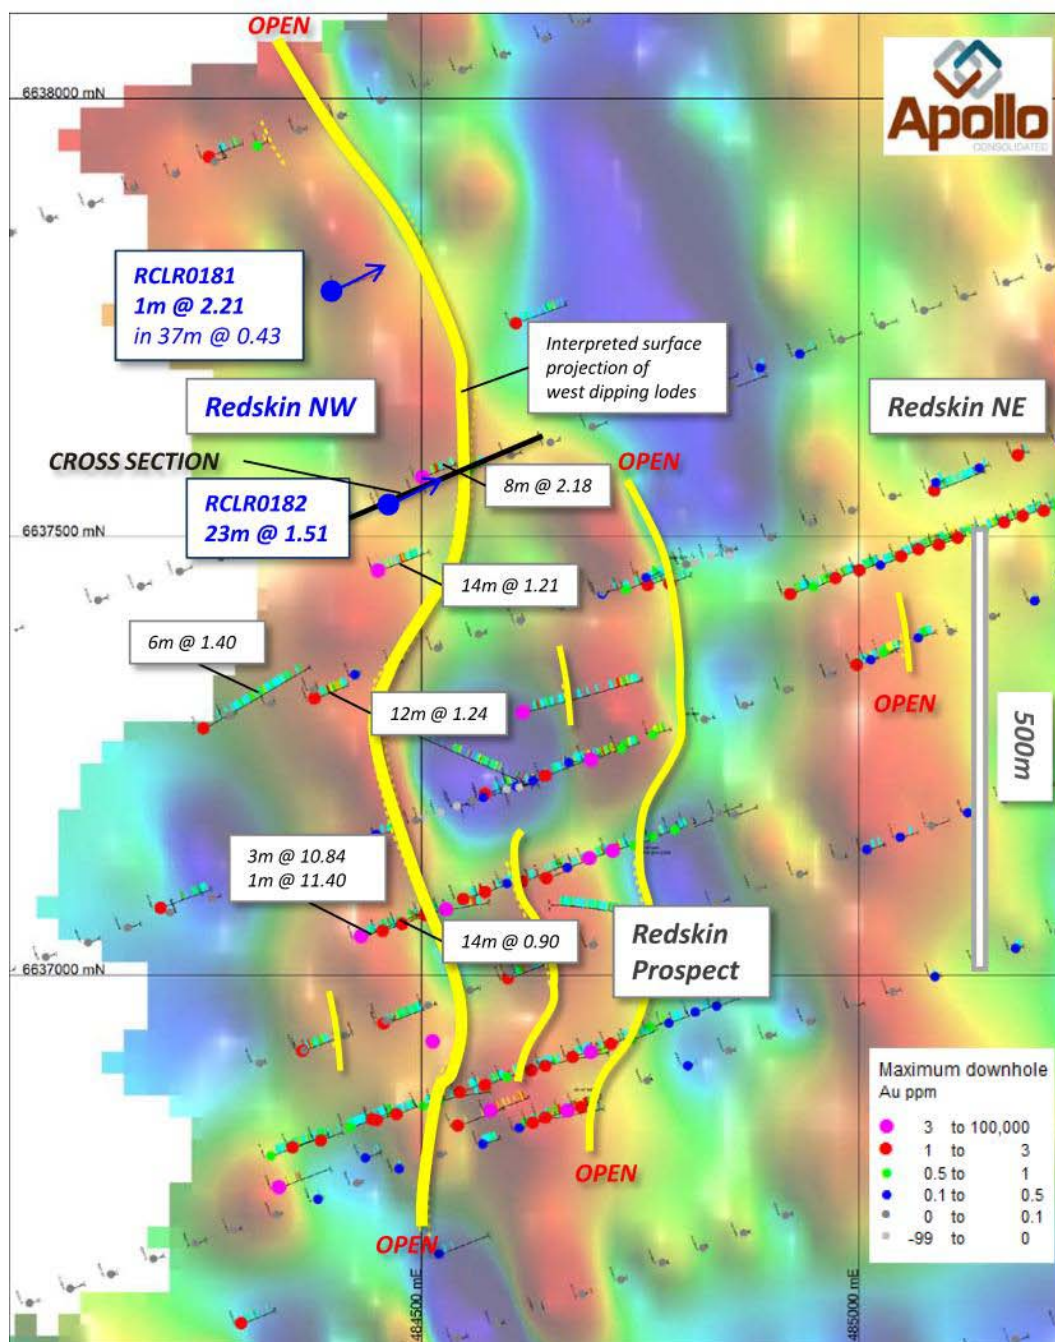 OPEN
6638000 mN
Apollo
CONSOLIDATED
RCLR0181
1m @ 2.21
in 37m @ 0.43
Interpreted surface
projection of
west dipping lodes
Redskin NW
Redskin NE
CROSS SECTION
OPEN
8m @ 2.18
RCLR0182
23m @ 1.51
6637500 mN
14m @ 1.21
6m @ 1.40
12m @ 1.24
OPEN
500m
3m @ 10.84
1m @ 11.40
14m @ 0.90
Redskin
Prospect
6637000 mN
Maximum downhole
Au ppm
3 to 100,000
1 to 3
0.5 to 1
0.1 to 0.5
0 to 0.1
-99 to 0
OPEN
OPEN
484500 mE
485000 mE